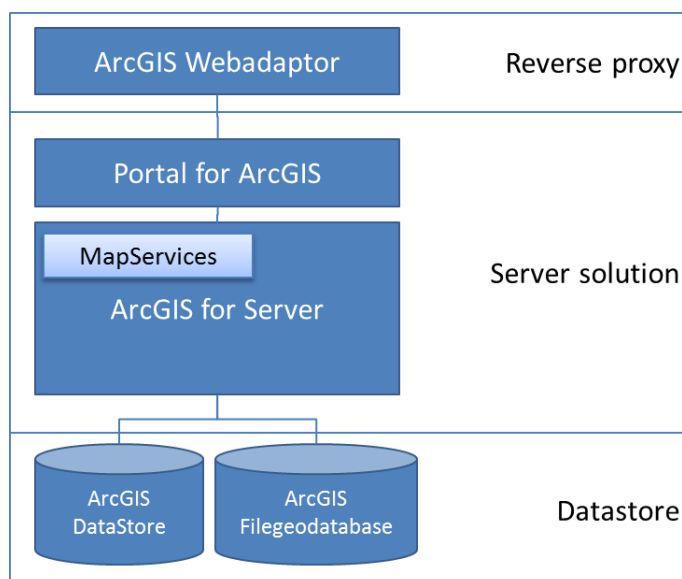 ArcGIS Webadaptor
Reverse proxy
Portal for ArcGIS
MapServices
ArcGIS for Server
Server solution
ArcGIS
DataStore
ArcGIS
Filegeodatabase
Datastore